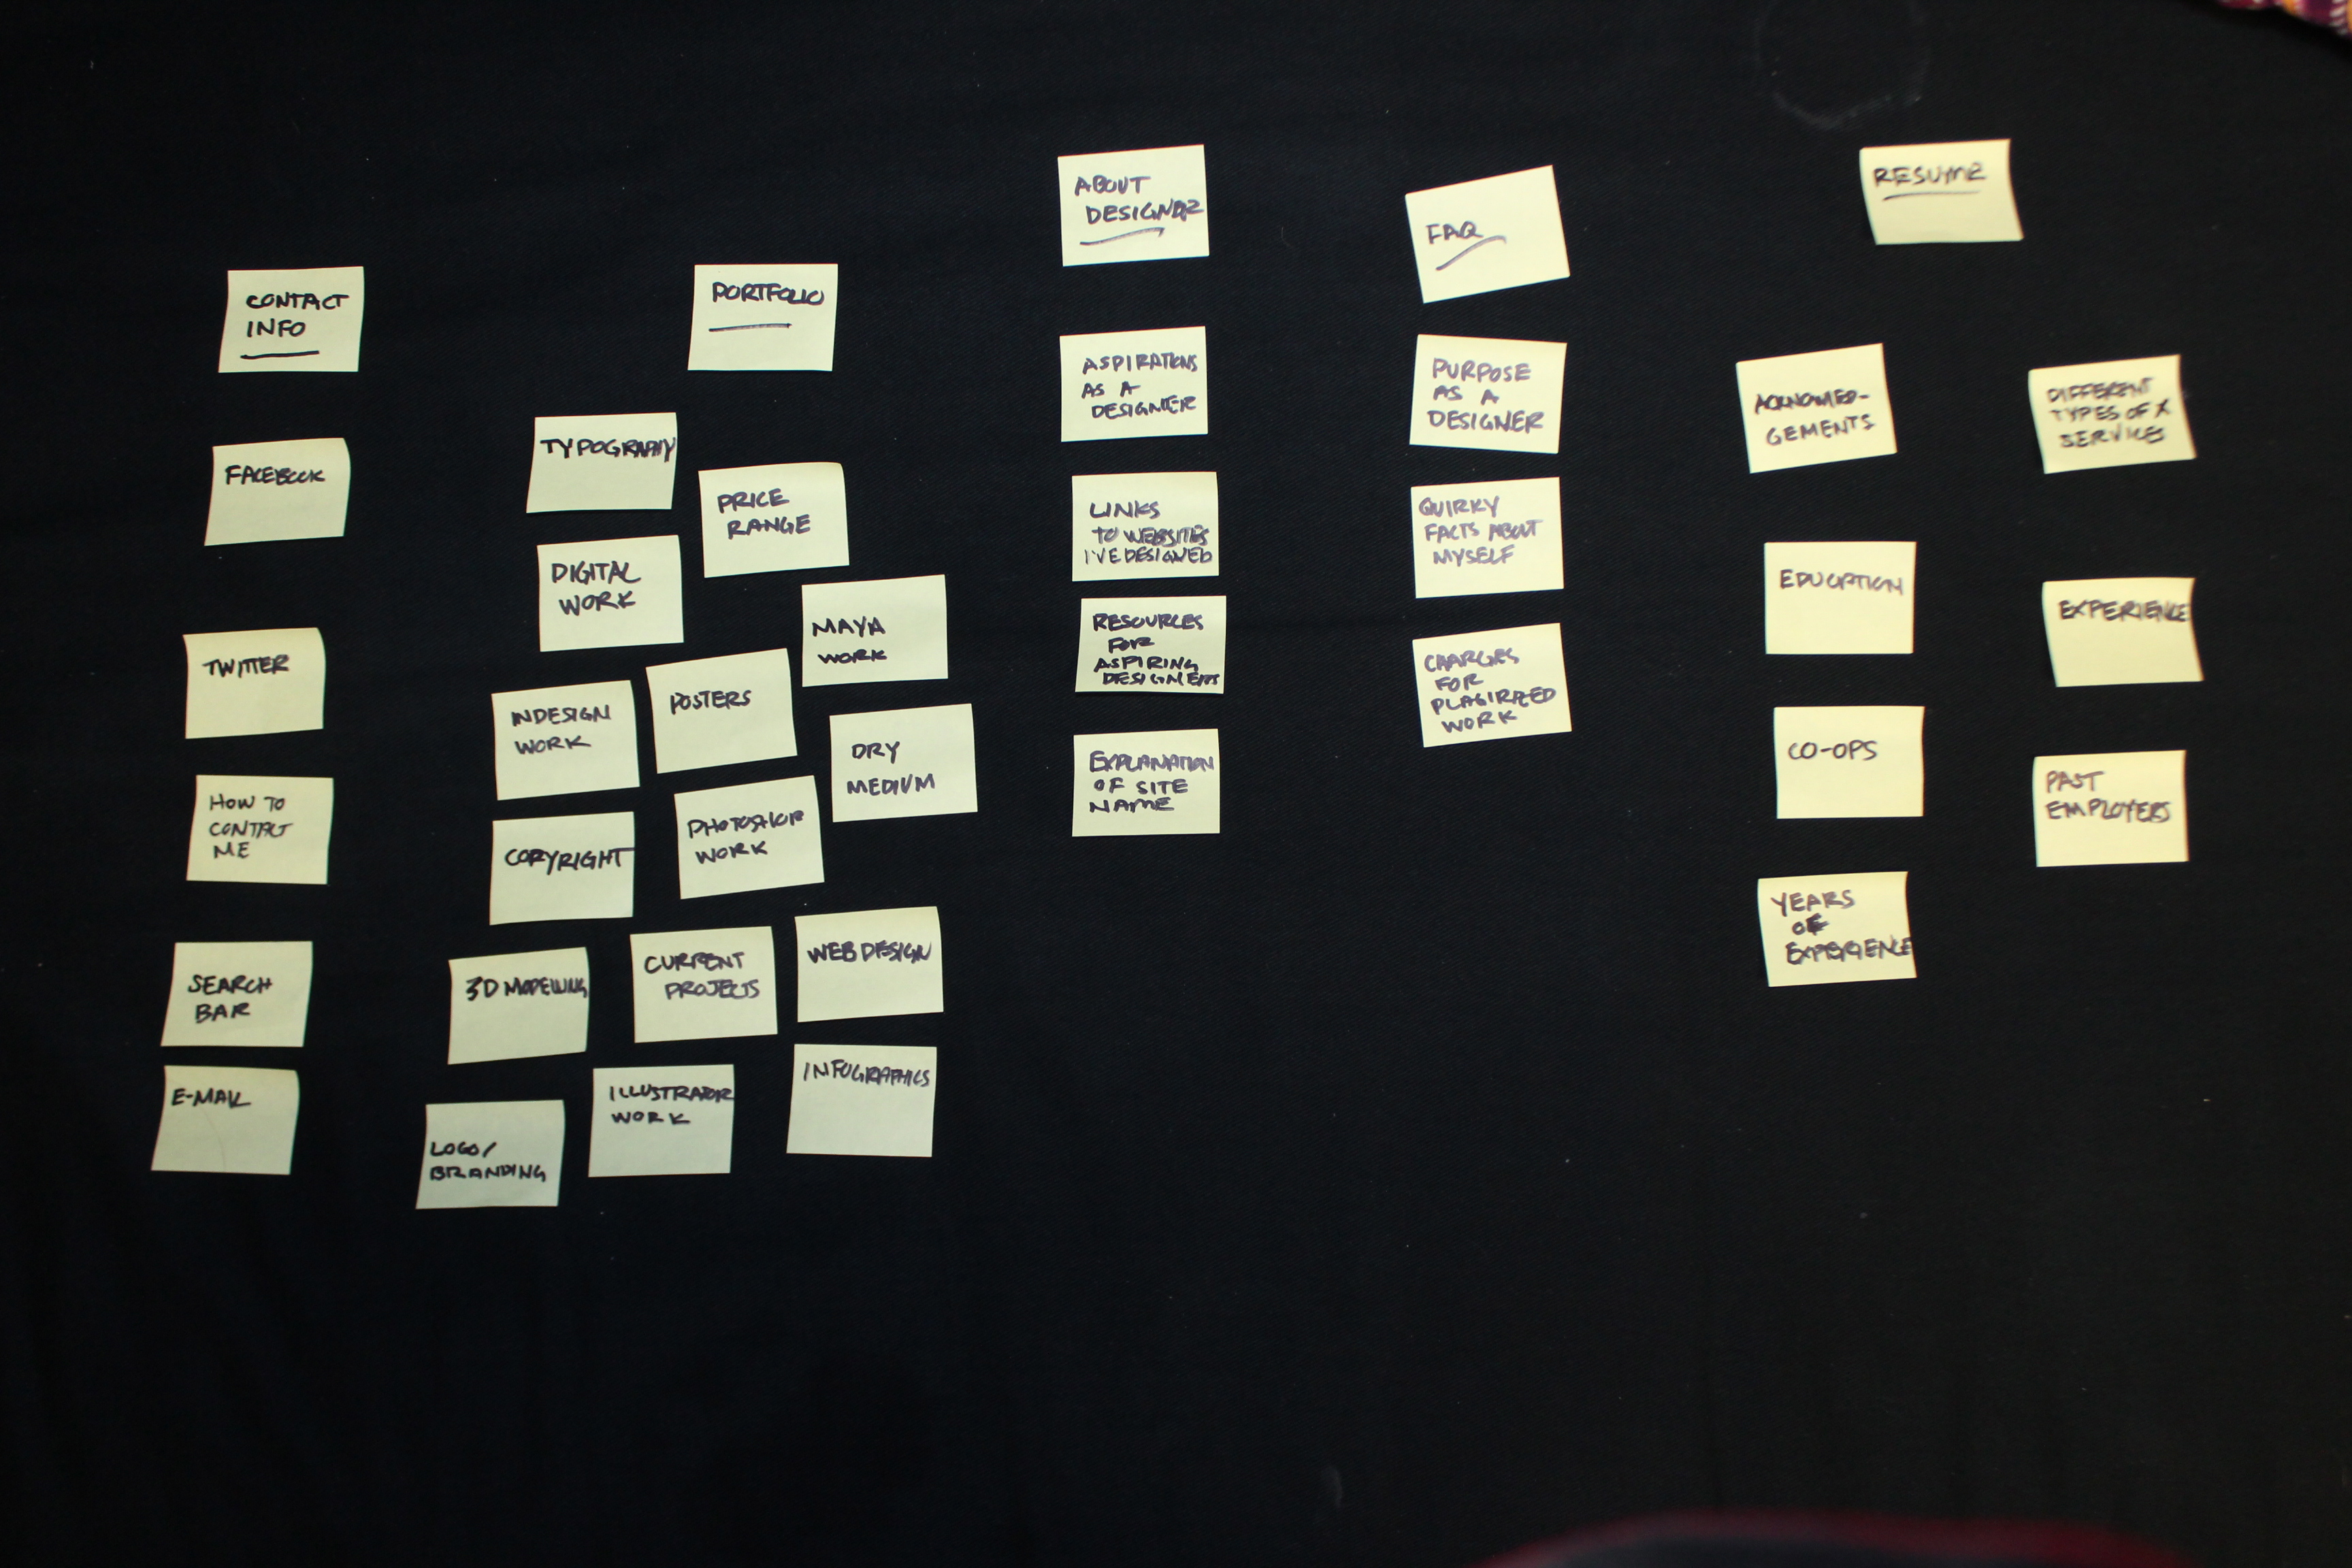 CONTACT
INFO
FACEBOOK
TWITTER
HOW TO
CONTACT
ME
SEARCH
BAR
E-MAIL
PORTFOLIO
TYPOGRAPHY
PRICE
RANGE
DIGITAL
WORK
MAYA
WORK
INDESIGN
WORK
POSTERS
DRY
MEDIUM
COPYRIGHT
PHOTOSHOP
WORK
3D MODELLING
CURRENT
PROJECTS
WEB DESIGN
LOGO/
BRANDING
ILLUSTRATOR
WORK
INFOGRAPHICS
ABOUT
DESIGNER
ASPIRATIONS
AS A
DESIGNER
LINKS
TO WEBSITES
I'VE DESIGNED
RESOURCES
FOR
ASPIRING
DESIGNERS
EXPLANATION
OF SITE
NAME
FAQ
PURPOSE
AS A
DESIGNER
QUIRKY
FACTS ABOUT
MYSELF
CHARGES
FOR
WORK
RESUME
ACKNOWLED-
GEMENTS
EDUCATION
CO-OPS
YEARS
OF
EXPERIENCE
DIFFERENT
TYPES OF X
SERVICES
EXPERIENCE
PAST
EMPLOYERS